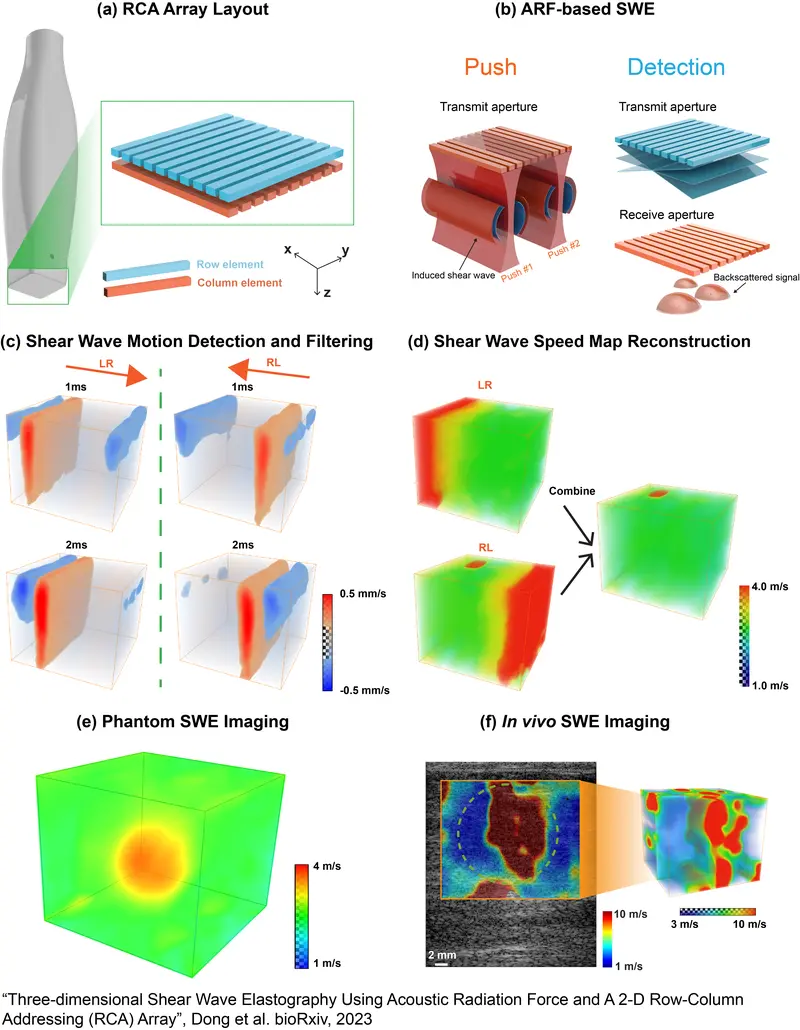 (a) RCA Array Layout
Row element
Column element
x
y
z
(b) ARF-based SWE
Push
Detection
Transmit aperture
Transmit aperture
Receive aperture
Induced shear wave
Push #1
Push #2
Backscattered signal
(c) Shear Wave Motion Detection and Filtering
LR
RL
1ms
1ms
2ms
2ms
0.5 mm/s
-0.5 mm/s
(d) Shear Wave Speed Map Reconstruction
LR
Combine
RL
4.0 m/s
1.0 m/s
(e) Phantom SWE Imaging
4 m/s
1 m/s
(f) In vivo SWE Imaging
10 m/s
1 m/s
2 mm
3 m/s
10 m/s
“Three-dimensional Shear Wave Elastography Using Acoustic Radiation Force and A 2-D Row-Column
Addressing (RCA) Array”, Dong et al. bioRxiv, 2023